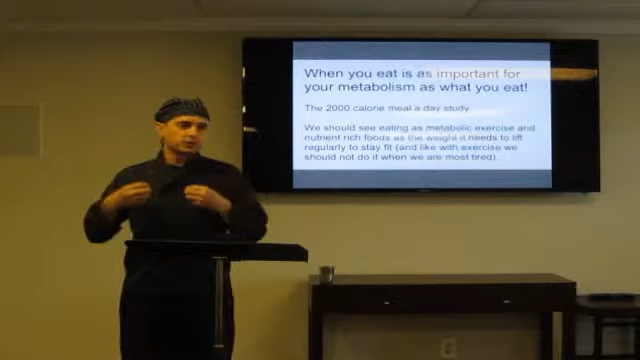 When you eat is as important for
your metabolism as what you eat!
The 2000 calorie meal a day study.
We should see eating as metabolic exercise and
nutrient rich foods as the weight it needs to lift
regularly to stay fit (and like with exercise we
should not do it when we are most tired).